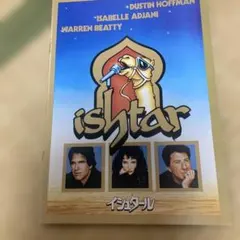 DUSTIN HOFFMAN
ISABELLE ADJANI
WARREN BEATTY
ishtar
イシュタール